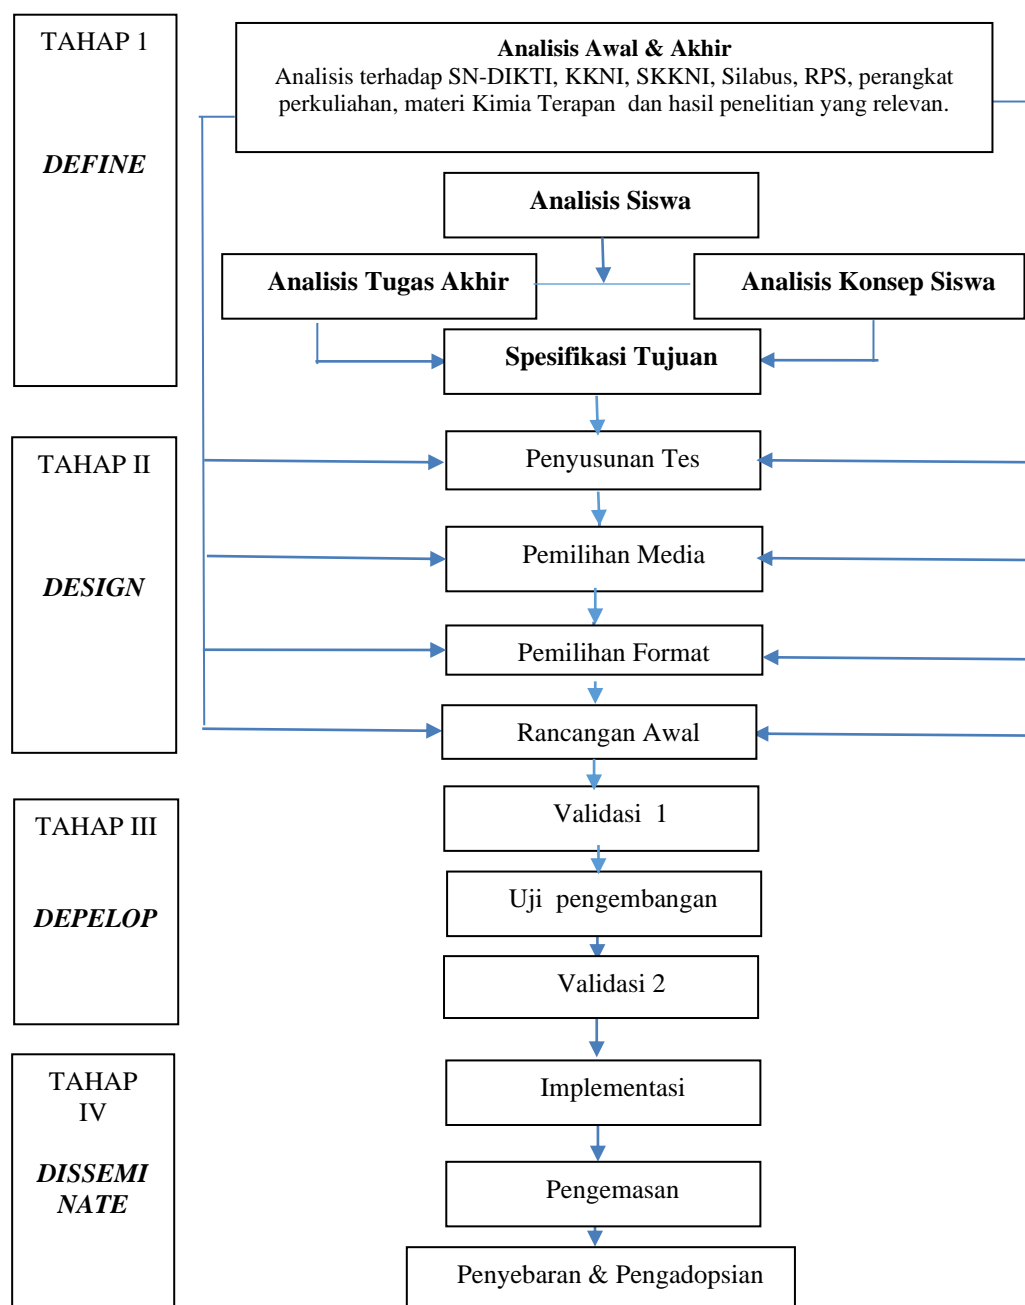 TAHAP 1
DEFINE
Analisis Awal & Akhir
Analisis terhadap SN-DIKTI, KKNI, SKKNI, Silabus, RPS, perangkat
perkuliahan, materi Kimia Terapan dan hasil penelitian yang relevan.
Analisis Siswa
Analisis Tugas Akhir
Analisis Konsep Siswa
Spesifikasi Tujuan
TAHAP II
DESIGN
Penyusunan Tes
Pemilihan Media
Pemilihan Format
Rancangan Awal
TAHAP III
DEPELOP
Validasi 1
Uji pengembangan
Validasi 2
TAHAP
IV
DISSEMI
NATE
Implementasi
Pengemasan
Penyebaran & Pengadopsian